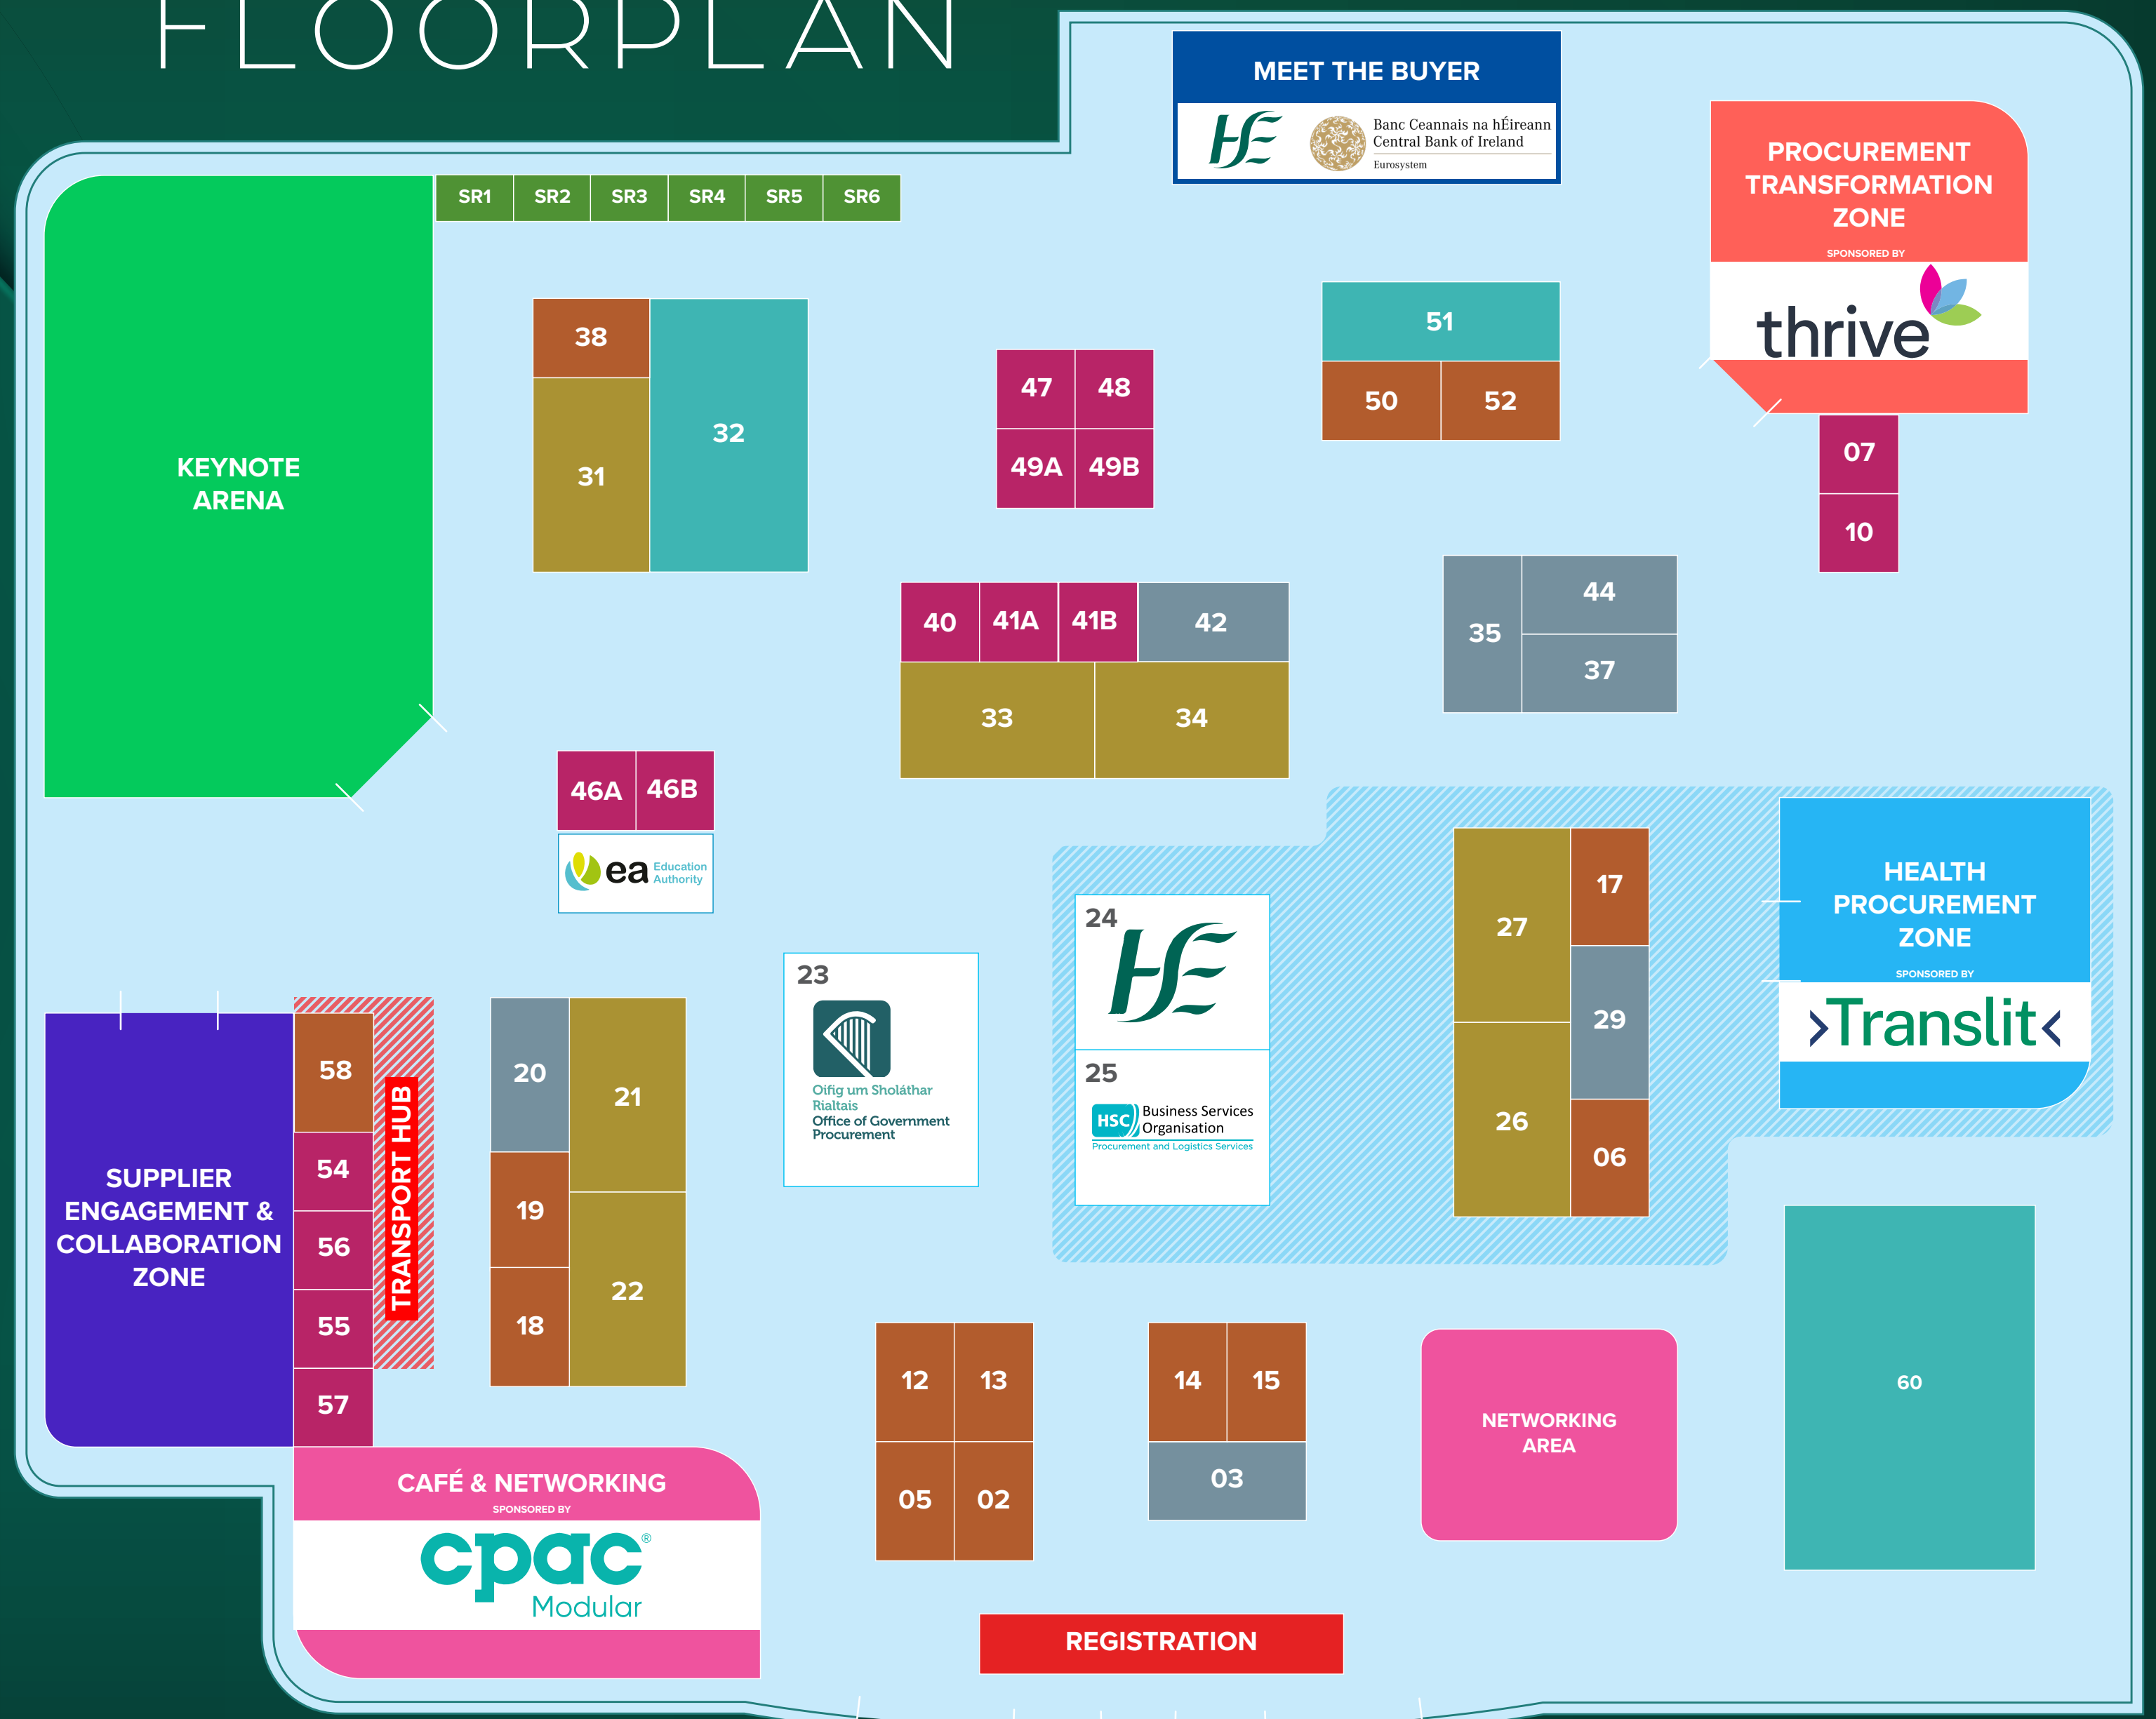 FLOORPLAN
MEET THE BUYER
HSE
Banc Ceannais na hÉireann
Central Bank of Ireland
Eurosystem
PROCUREMENT
TRANSFORMATION
ZONE
SPONSORED BY
thrive
SR1 SR2 SR3 SR4 SR5 SR6
KEYNOTE
ARENA
38
31
32
47 48
49A 49B
51
50 52
07
10
40 41A 41B 42
33 34
35
44
37
46A 46B
ea Education
Authority
23
Oifig um Sholáthar
Rialtais
Office of Government
Procurement
24
HSE
25
HSC Business Services
Organisation
Procurement and Logistics Services
27
26
17
29
06
HEALTH
PROCUREMENT
ZONE
SPONSORED BY
>Translit<
SUPPLIER
ENGAGEMENT &
COLLABORATION
ZONE
58
54
56
55
57
TRANSPORT HUB
20
19
18
21
22
12 13
05 02
14 15
03
NETWORKING
AREA
60
CAFÉ & NETWORKING
SPONSORED BY
cpac®
Modular
REGISTRATION